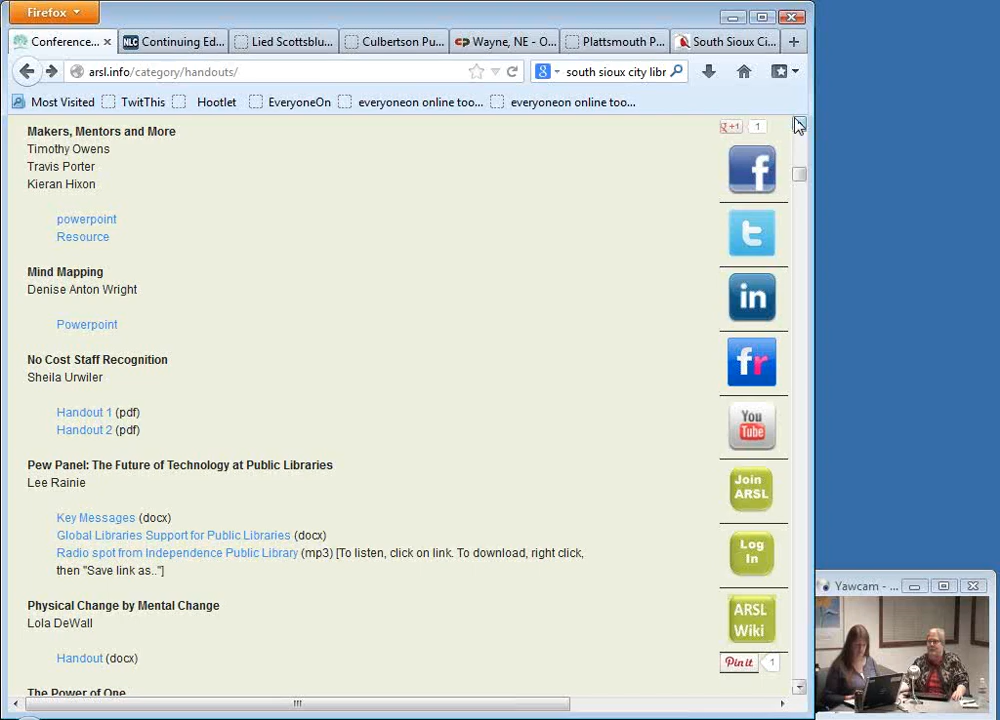 Firefox
Conference...
NLC Continuing Ed...
Lied Scottsblu...
Culbertson Pu...
CP Wayne, NE - O...
Plattsmouth P...
South Sioux Ci...
arsl.info/category/handouts/
south sioux city libr
Most Visited
TwitThis
Hootlet
EveryoneOn
everyoneon online too...
everyoneon online too...
Makers, Mentors and More
Timothy Owens
Travis Porter
Kieran Hixon
powerpoint
Resource
Mind Mapping
Denise Anton Wright
Powerpoint
No Cost Staff Recognition
Sheila Urwiler
Handout 1 (pdf)
Handout 2 (pdf)
Pew Panel: The Future of Technology at Public Libraries
Lee Rainie
Key Messages (docx)
Global Libraries Support for Public Libraries (docx)
Radio spot from Independence Public Library (mp3) [To listen, click on link. To download, right click,
then "Save link as.."]
Physical Change by Mental Change
Lola DeWall
Handout (docx)
The Power of One
g +1 1
f
t
in
fr
You
Tube
Join
ARSL
Log
In
ARSL
Wiki
Pin it 1
Yawcam - ...